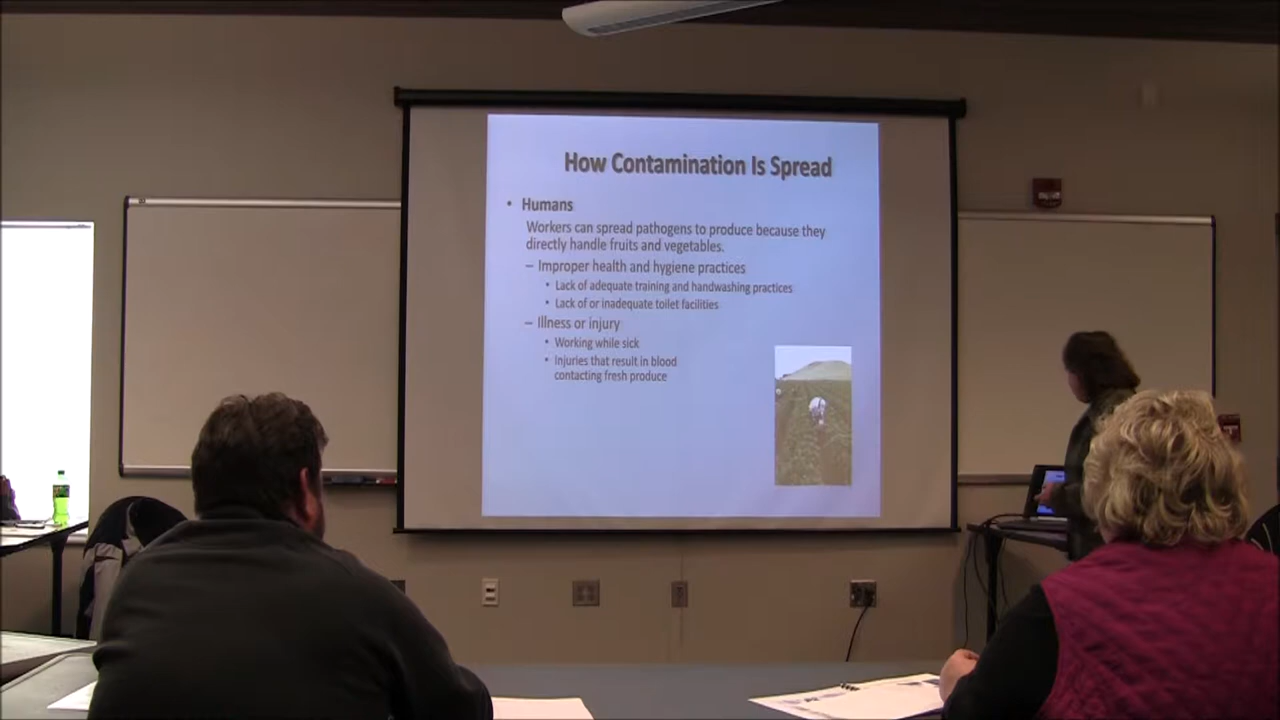 How Contamination Is Spread
• Humans
Workers can spread pathogens to produce because they
directly handle fruits and vegetables.
– Improper health and hygiene practices
• Lack of adequate training and handwashing practices
• Lack of or inadequate toilet facilities
– Illness or injury
• Working while sick
• Injuries that result in blood
contacting fresh produce